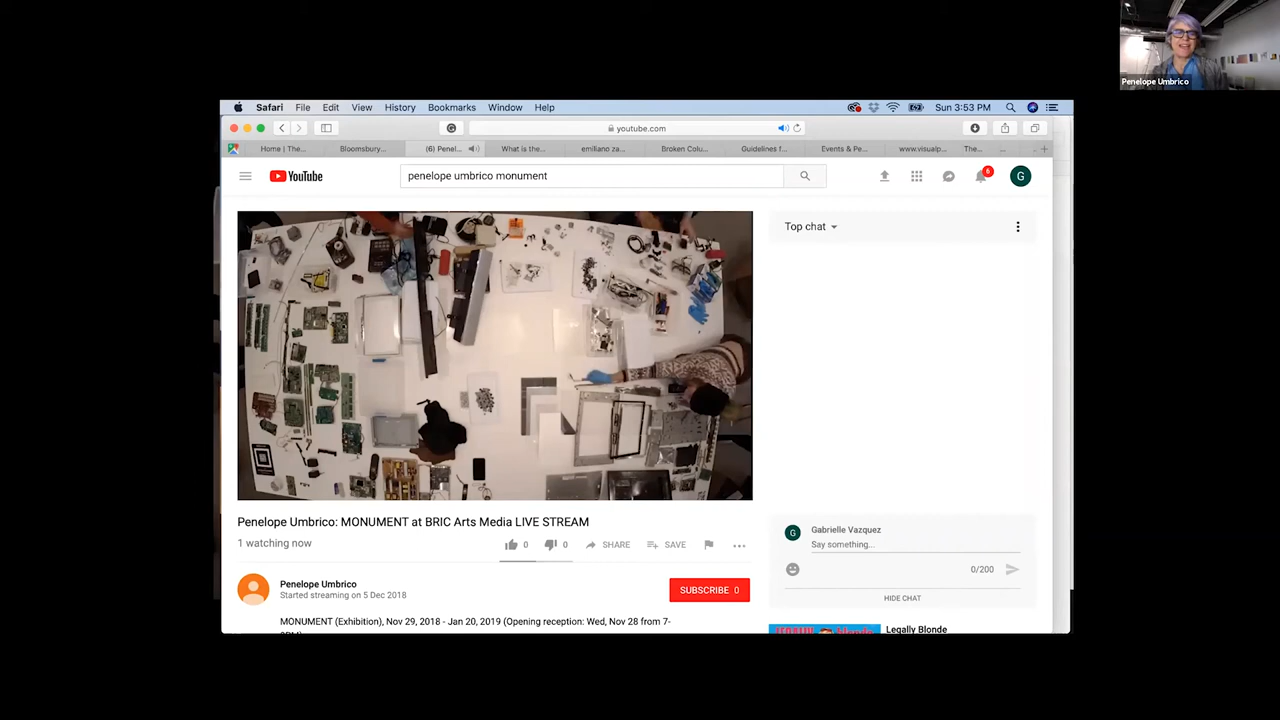 Penelope Umbrico
Safari File Edit View History Bookmarks Window Help Sun 3:53 PM
youtube.com
Home | The... Bloomsbury... (6) Penel... What is the... emiliano za... Broken Colu... Guidelines f... Events & Pe... www.visualp... The... ...
YouTube penelope umbrico monument 6 G
Top chat
Penelope Umbrico: MONUMENT at BRIC Arts Media LIVE STREAM
1 watching now
0 0 SHARE SAVE
G Gabrielle Vazquez
Say something...
0/200
HIDE CHAT
Penelope Umbrico
Started streaming on 5 Dec 2018
SUBSCRIBE 0
MONUMENT (Exhibition), Nov 29, 2018 - Jan 20, 2019 (Opening reception: Wed, Nov 28 from 7-
Legally Blonde